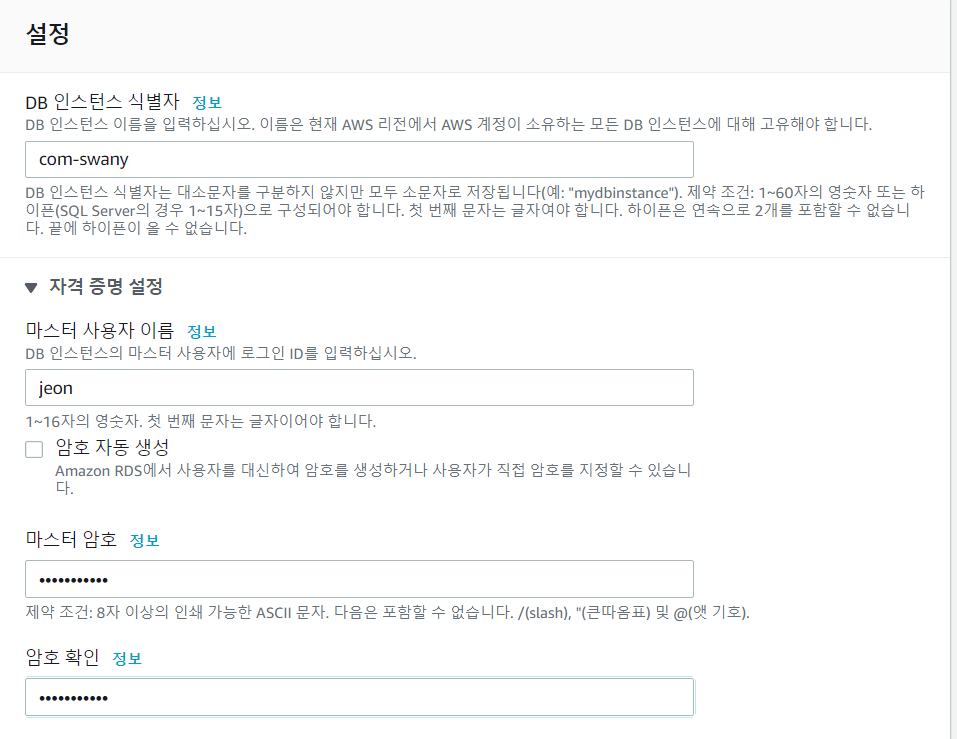 설정
DB 인스턴스 식별자 정보
DB 인스턴스 이름을 입력하십시오. 이름은 현재 AWS 리전에서 AWS 계정이 소유하는 모든 DB 인스턴스에 대해 고유해야 합니다.
com-swany
DB 인스턴스 식별자는 대소문자를 구분하지 않지만 모두 소문자로 저장됩니다(예: "mydbinstance"). 제약 조건: 1~60자의 영숫자 또는 하
이픈(SQL Server의 경우 1~15자)으로 구성되어야 합니다. 첫 번째 문자는 글자여야 합니다. 하이픈은 연속으로 2개를 포함할 수 없습니
다. 끝에 하이픈이 올 수 없습니다.
▼ 자격 증명 설정
마스터 사용자 이름 정보
DB 인스턴스의 마스터 사용자에 로그인 ID를 입력하십시오.
jeon
1~16자의 영숫자. 첫 번째 문자는 글자이어야 합니다.
암호 자동 생성
Amazon RDS에서 사용자를 대신하여 암호를 생성하거나 사용자가 직접 암호를 지정할 수 있습니
다.
마스터 암호 정보
•••••••••••
제약 조건: 8자 이상의 인쇄 가능한 ASCII 문자. 다음은 포함할 수 없습니다. /(slash), "(큰따옴표) 및 @(앳 기호).
암호 확인 정보
•••••••••••